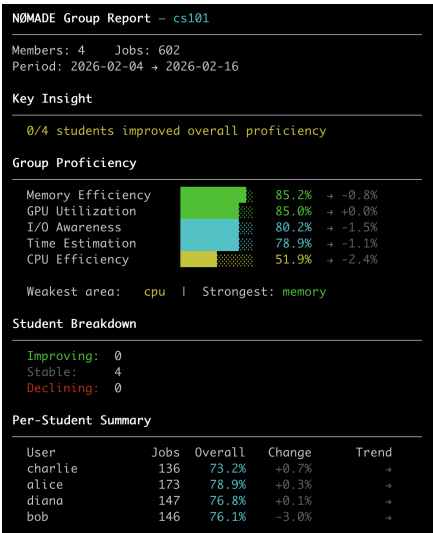 NØMADE Group Report — cs101
Members: 4    Jobs: 602
Period: 2026-02-04 → 2026-02-16
Key Insight
0/4 students improved overall proficiency
Group Proficiency
Memory Efficiency 85.2% → -0.8%
GPU Utilization 85.0% → +0.0%
I/O Awareness 80.2% → -1.5%
Time Estimation 78.9% → -1.1%
CPU Efficiency 51.9% → -2.4%
Weakest area: cpu | Strongest: memory
Student Breakdown
Improving: 0
Stable: 4
Declining: 0
Per-Student Summary
User Jobs Overall Change Trend
charlie 136 73.2% +0.7% →
alice 173 78.9% +0.3% →
diana 147 76.8% +0.1% →
bob 146 76.1% -3.0% →